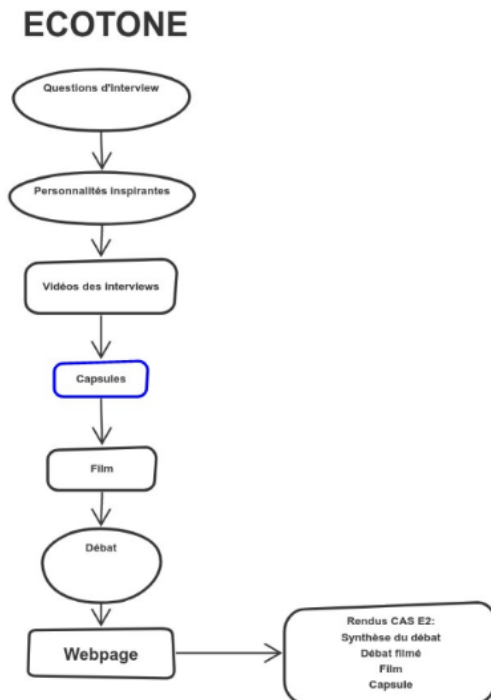 ECOTONE
Questions d'Interview
Personnalités inspirantes
Vidéos des interviews
Capsules
Film
Débat
Webpage
Rendus CAS E2:
Synthèse du débat
Débat filmé
Film
Capsule